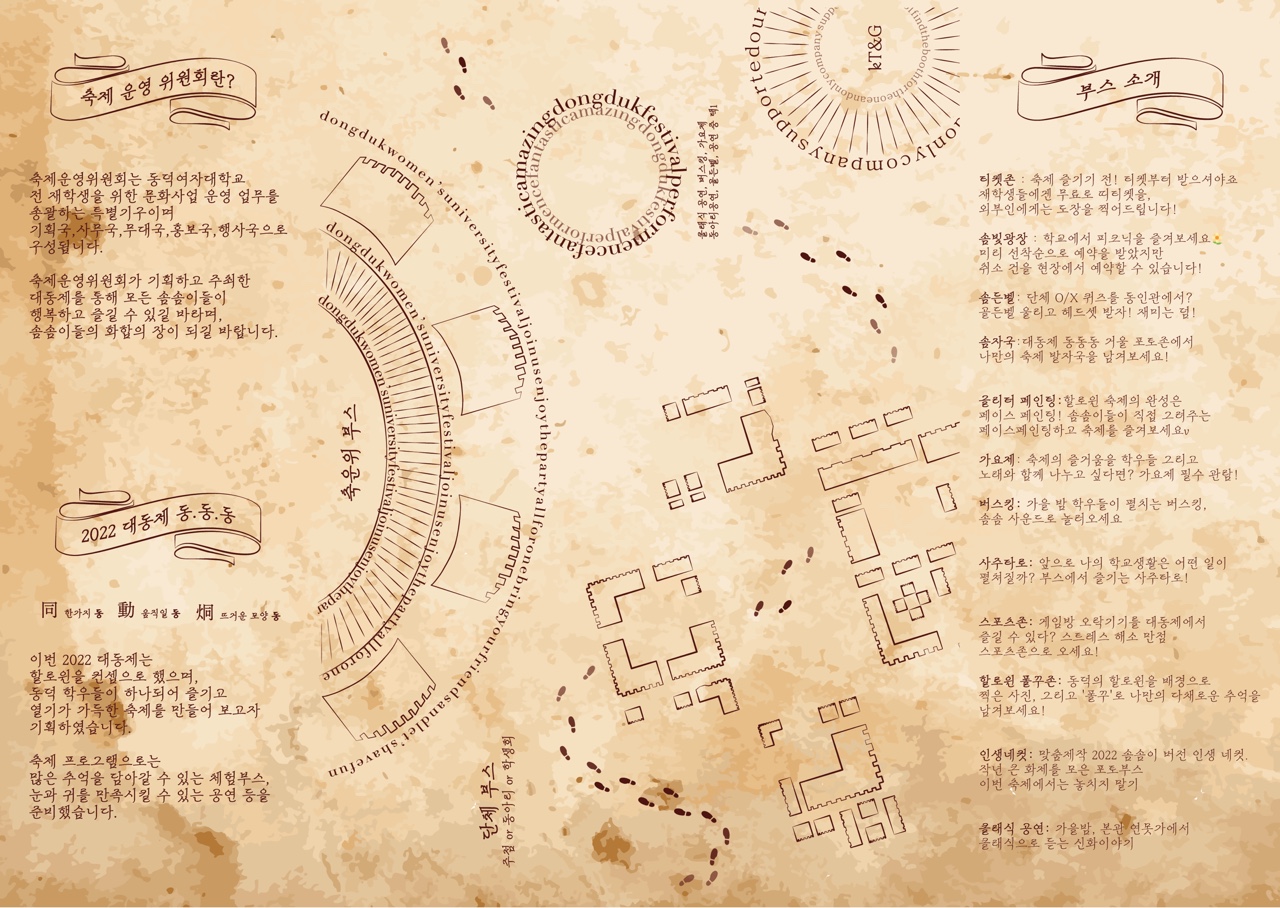 축제 운영 위원회란?
축제운영위원회는 동덕여자대학교
전 재학생을 위한 문화사업 운영 업무를
총괄하는 특별기구이며
기획국,사무국,무대국,홍보국,행사국으로
구성됩니다.
축제운영위원회가 기획하고 주최한
대동제를 통해 모든 솜솜이들이
행복하고 즐길 수 있길 바라며,
솜솜이들의 화합의 장이 되길 바랍니다.
2022 대동제 동.동.동
同 한가지 동 動 움직일 동 烔 뜨거운 모양 동
이번 2022 대동제는
할로윈을 컨셉으로 했으며,
동덕 학우들이 하나되어 즐기고
열기가 가득한 축제를 만들어 보고자
기획하였습니다.
축제 프로그램으로는
많은 추억을 담아갈 수 있는 체험부스,
눈과 귀를 만족시킬 수 있는 공연 등을
준비했습니다.
dongdukwomen'suniversityfestivaljoinusenjoythepartyallforonebringyourfriendsandlet'shavefun
dongdukwomen'suniversityfestivaljoinusenjoythepartyallforone
dongdukwomen'suniversityfestivaljoinusenjoythepar
축운위 부스
단체 부스
주점 or 동아리 or 학생회
amazingdongdukfestivalperformencefantastic
amazingdongdukfestivalperformencefantastic
클래식 공연, 버스킹, 가요제
동아리공연, 솜든벨, 공연 중 택1
onlycompanysupportedour
findtheboothfortheoneandonlycompanysupp
kT&G
부스 소개
티켓존 : 축제 즐기기 전! 티켓부터 받으셔야죠
재학생들에겐 무료로 띠티켓을,
외부인에게는 도장을 찍어드립니다!
솜빛광장 : 학교에서 피크닉을 즐겨보세요
미리 선착순으로 예약을 받았지만
취소 건을 현장에서 예약할 수 있습니다!
솜든벨: 단체 O/X 퀴즈를 동인관에서?
골든벨 울리고 헤드셋 받자! 재미는 덤!
솜자국:대동제 동동동 거울 포토존에서
나만의 축제 발자국을 남겨보세요!
글리터 페인팅:할로윈 축제의 완성은
페이스 페인팅! 솜솜이들이 직접 그려주는
페이스페인팅하고 축제를 즐겨보세요v
가요제: 축제의 즐거움을 학우들 그리고
노래와 함께 나누고 싶다면? 가요제 필수 관람!
버스킹: 가을 밤 학우들이 펼치는 버스킹,
솜솜 사운드로 놀러오세요
사주타로: 앞으로 나의 학교생활은 어떤 일이
펼쳐질까? 부스에서 즐기는 사주타로!
스포츠존: 게임방 오락기기를 대동제에서
즐길 수 있다? 스트레스 해소 만점
스포츠존으로 오세요!
할로윈 폴꾸존: 동덕의 할로윈을 배경으로
찍은 사진, 그리고 '폴꾸'로 나만의 다채로운 추억을
남겨보세요!
인생네컷: 맞춤제작 2022 솜솜이 버전 인생 네컷.
작년 큰 화제를 모은 포토부스
이번 축제에서는 놓치지 말기
클래식 공연: 가을밤, 본관 연못가에서
클래식으로 듣는 신화이야기